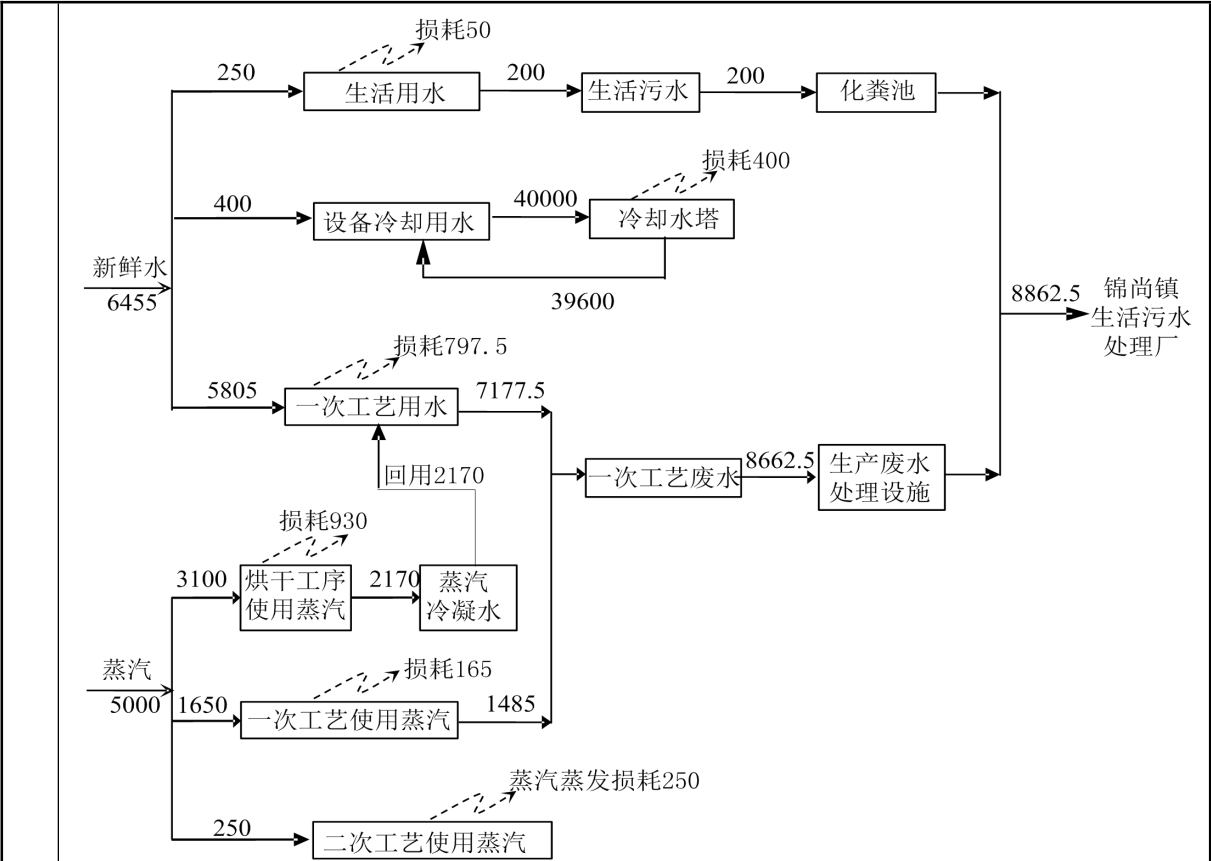 损耗50
250
生活用水
200
生活污水
200
化粪池
损耗400
400
设备冷却用水
40000
冷却水塔
39600
新鲜水
6455
8862.5
锦尚镇
生活污水
处理厂
损耗797.5
5805
一次工艺用水
7177.5
回用2170
一次工艺废水
8662.5
生产废水
处理设施
损耗930
3100
烘干工序
使用蒸汽
2170
蒸汽
冷凝水
蒸汽
5000
损耗165
1650
一次工艺使用蒸汽
1485
蒸汽蒸发损耗250
250
二次工艺使用蒸汽